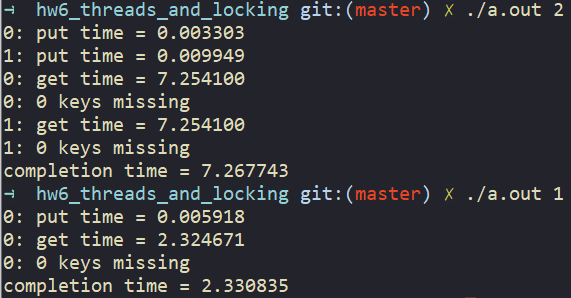 → hw6_threads_and_locking git:(master) ✗ ./a.out 2
0: put time = 0.003303
1: put time = 0.009949
0: get time = 7.254100
0: 0 keys missing
1: get time = 7.254100
1: 0 keys missing
completion time = 7.267743
→ hw6_threads_and_locking git:(master) ✗ ./a.out 1
0: put time = 0.005918
0: get time = 2.324671
0: 0 keys missing
completion time = 2.330835